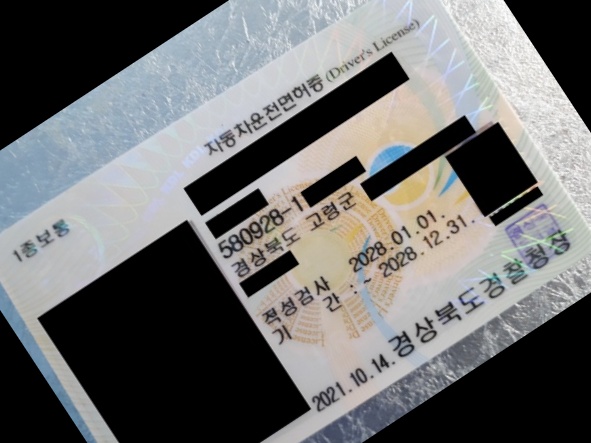 자동차운전면허증 (Driver's License)
1종보통
580928-1
경상북도 고령군
적성검사 2028.01.01.
기 간 : ~ 2028.12.31.
2021.10.14. 경상북도경찰청장